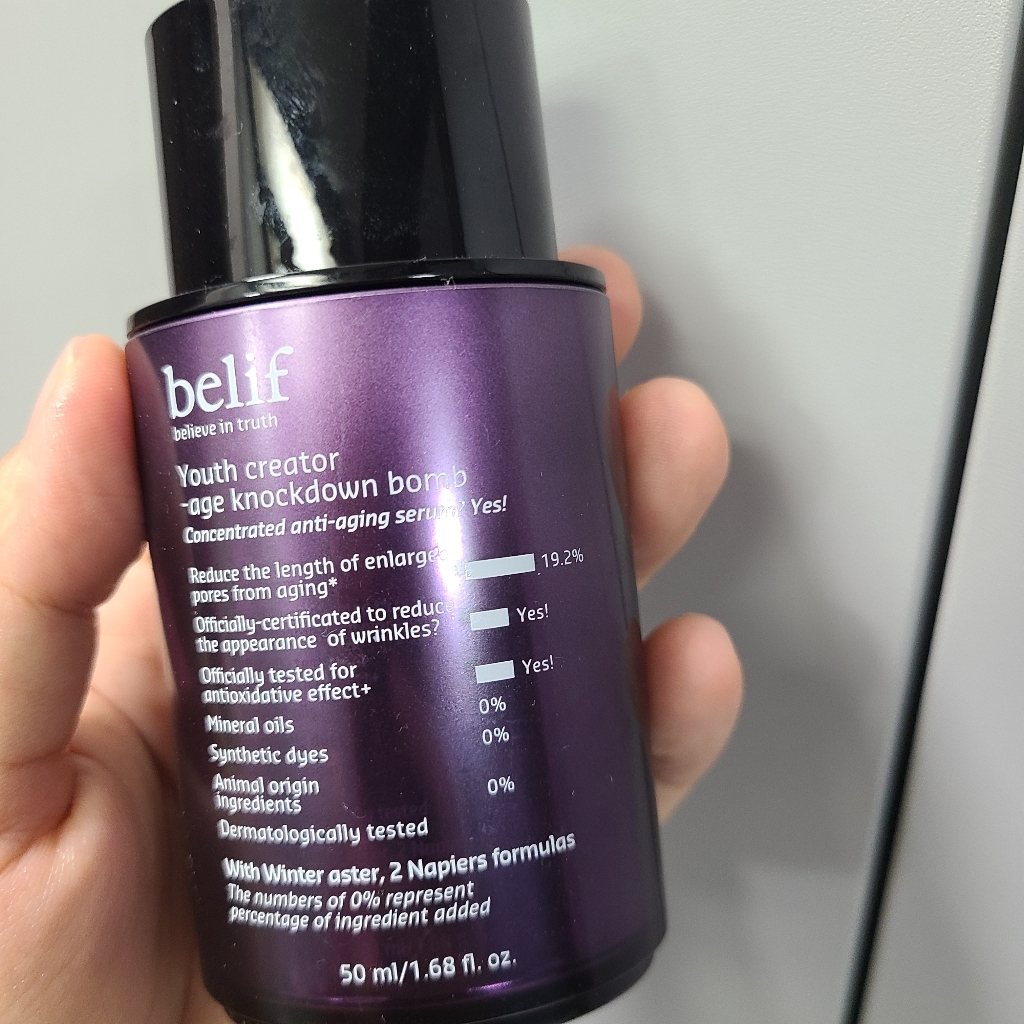 belif
believe in truth
Youth creator
-age knockdown bomb
Concentrated anti-aging serum? Yes!
Reduce the length of enlarged
pores from aging* 19.2%
Officially-certificated to reduce
the appearance of wrinkles? Yes!
Officially tested for
antioxidative effect+ Yes!
Mineral oils 0%
Synthetic dyes 0%
Animal origin
ingredients 0%
Dermatologically tested
With Winter aster, 2 Napiers formulas
The numbers of 0% represent
percentage of ingredient added
50 ml/1.68 fl. oz.